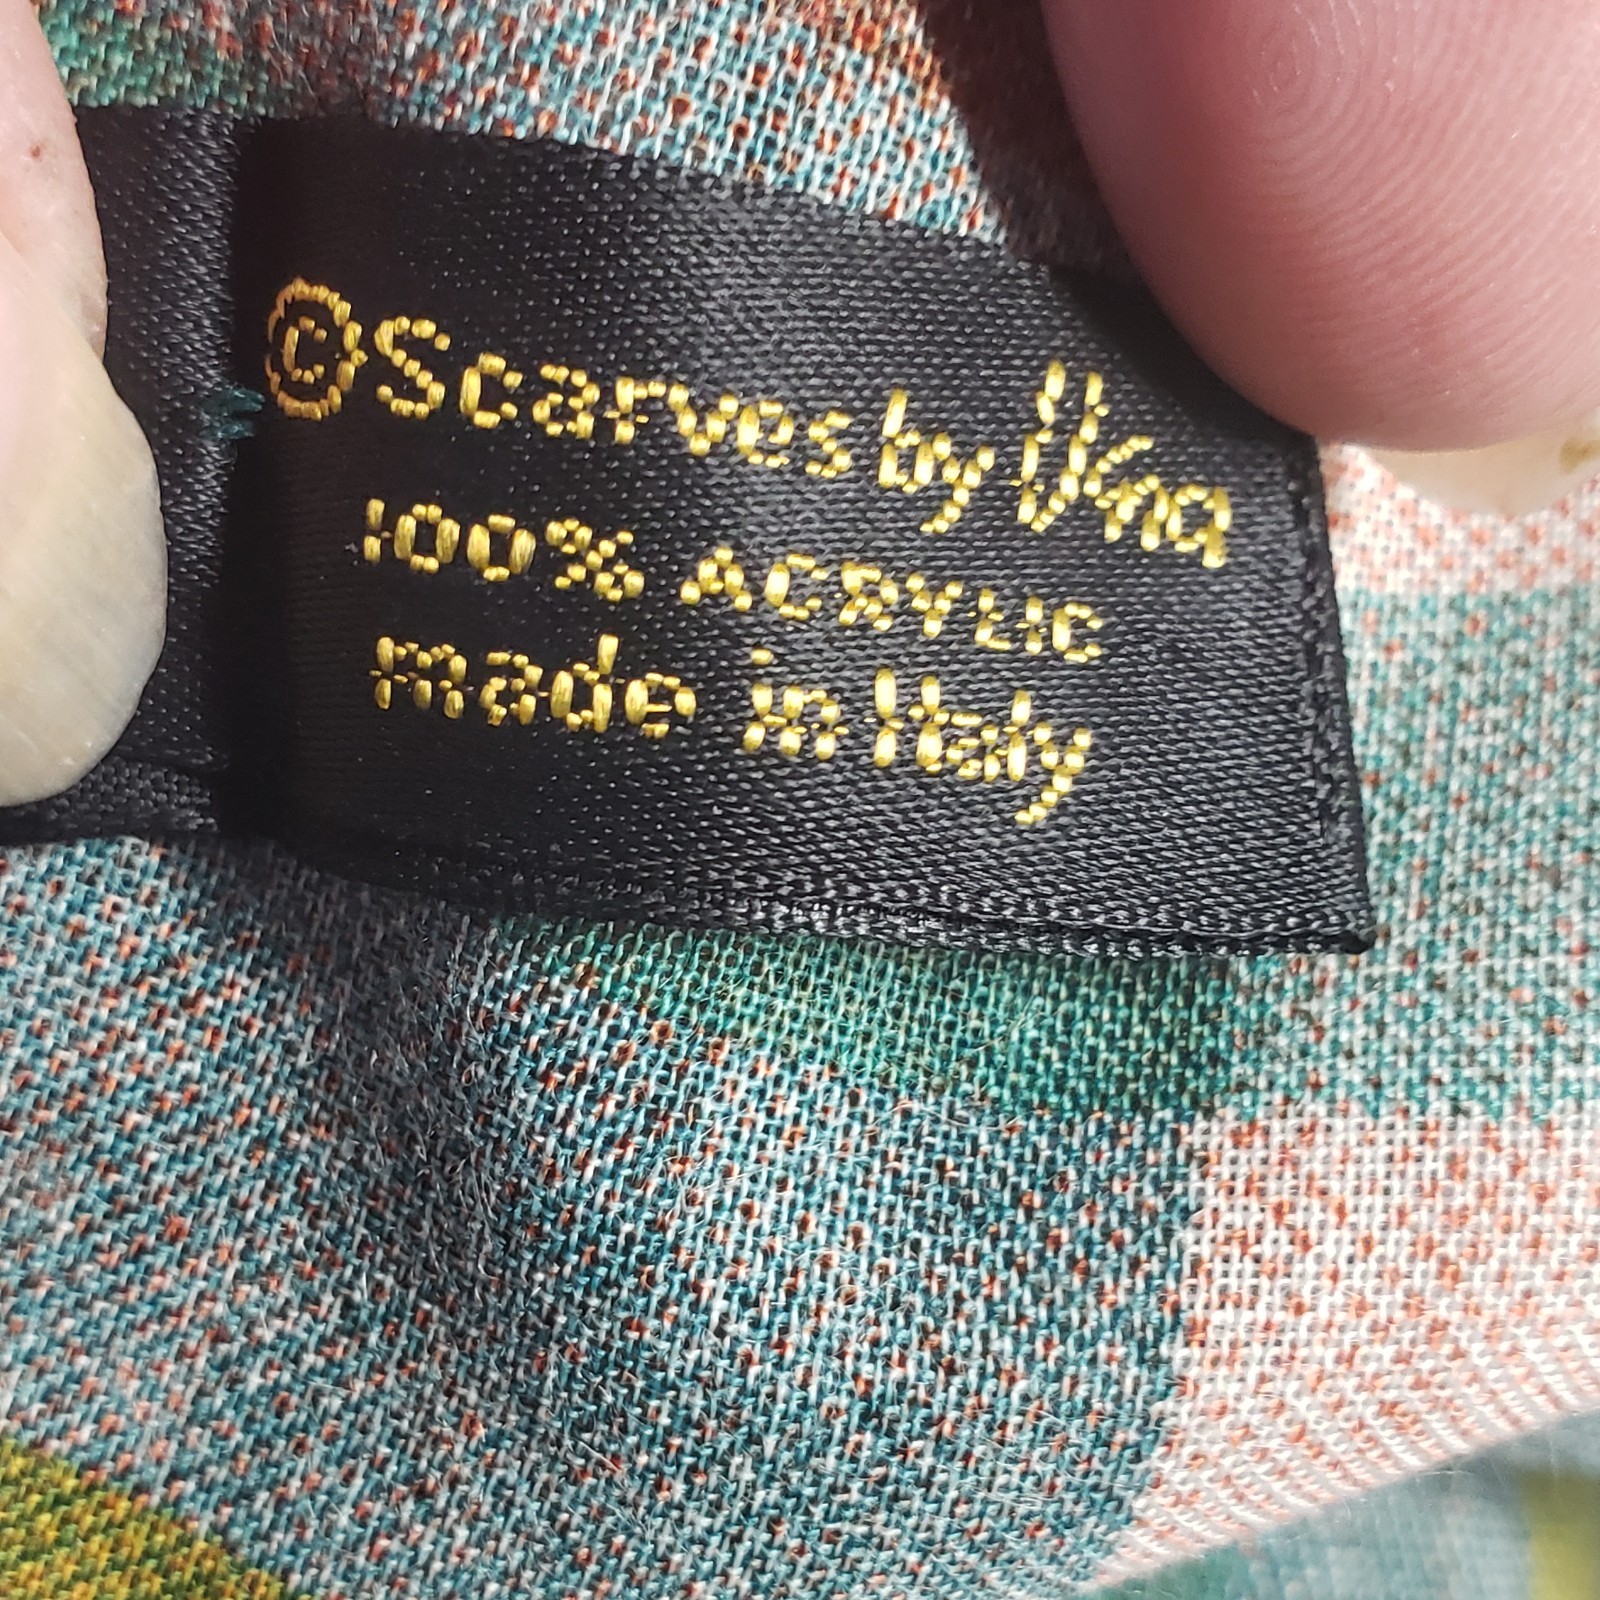 ©Scarves by Vera
100% ACRYLIC
made in Italy